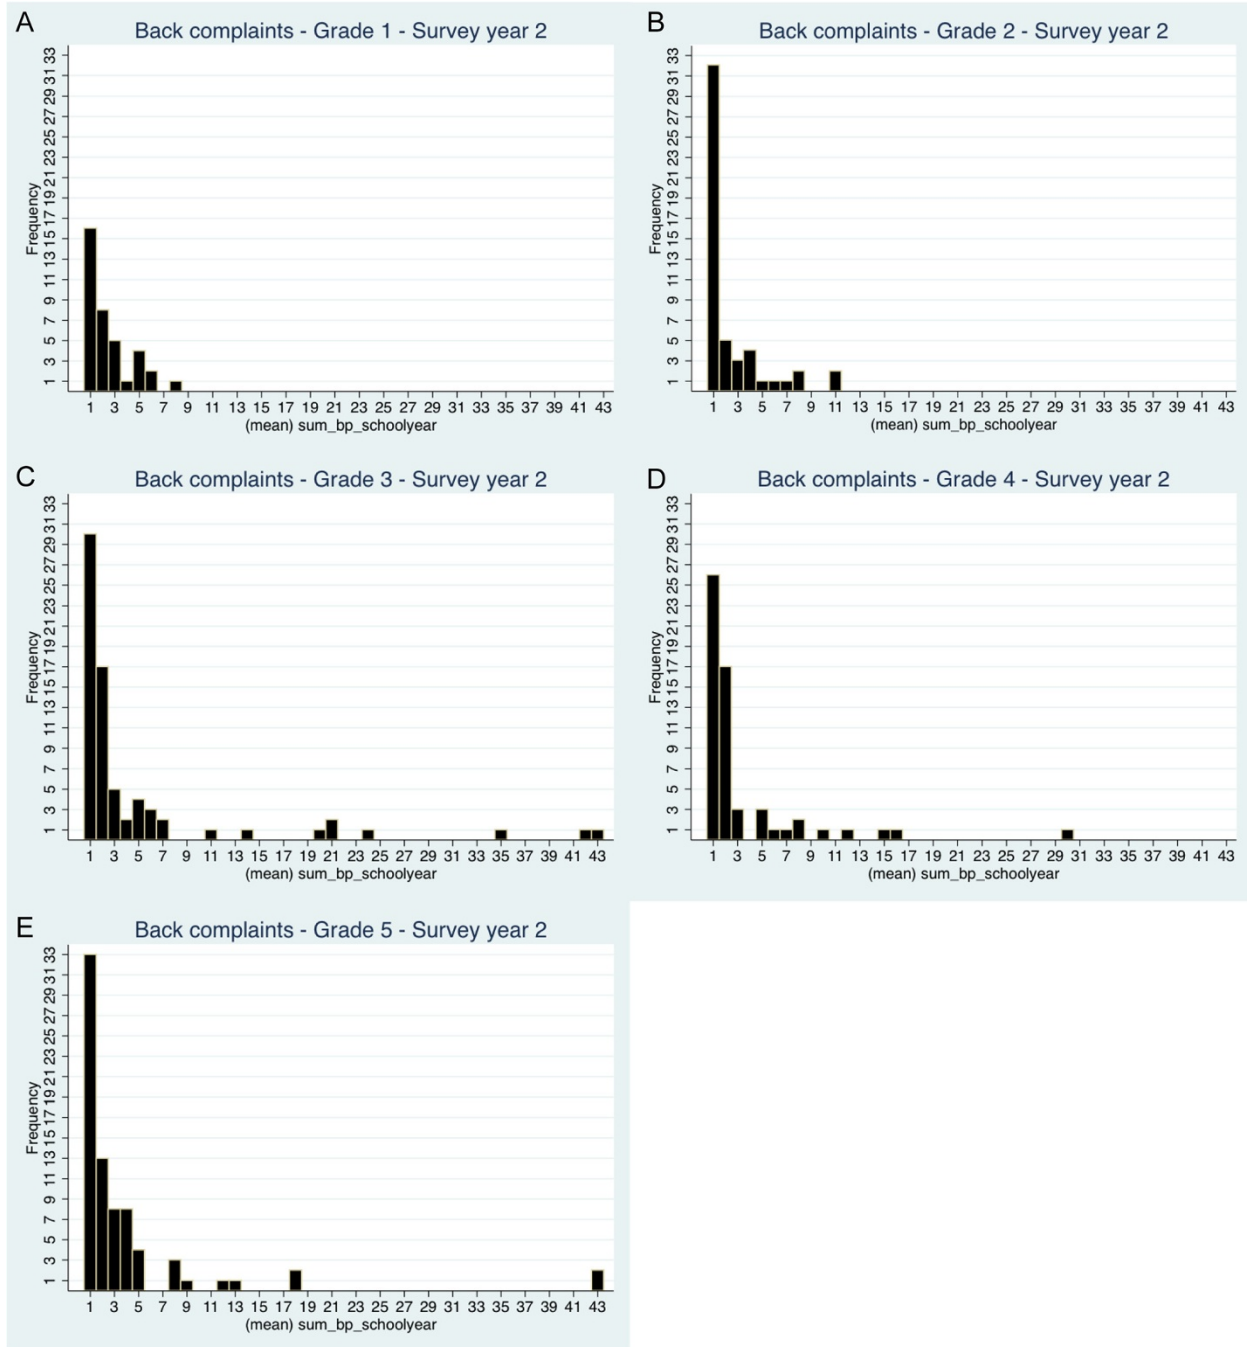 A
Back complaints - Grade 1 - Survey year 2
Frequency
1 3 5 7 9 11 13 15 17 19 21 23 25 27 29 31 33
1 3 5 7 9 11 13 15 17 19 21 23 25 27 29 31 33 35 37 39 41 43
(mean) sum_bp_schoolyear
B
Back complaints - Grade 2 - Survey year 2
Frequency
1 3 5 7 9 11 13 15 17 19 21 23 25 27 29 31 33
1 3 5 7 9 11 13 15 17 19 21 23 25 27 29 31 33 35 37 39 41 43
(mean) sum_bp_schoolyear
C
Back complaints - Grade 3 - Survey year 2
Frequency
1 3 5 7 9 11 13 15 17 19 21 23 25 27 29 31 33
1 3 5 7 9 11 13 15 17 19 21 23 25 27 29 31 33 35 37 39 41 43
(mean) sum_bp_schoolyear
D
Back complaints - Grade 4 - Survey year 2
Frequency
1 3 5 7 9 11 13 15 17 19 21 23 25 27 29 31 33
1 3 5 7 9 11 13 15 17 19 21 23 25 27 29 31 33 35 37 39 41 43
(mean) sum_bp_schoolyear
E
Back complaints - Grade 5 - Survey year 2
Frequency
1 3 5 7 9 11 13 15 17 19 21 23 25 27 29 31 33
1 3 5 7 9 11 13 15 17 19 21 23 25 27 29 31 33 35 37 39 41 43
(mean) sum_bp_schoolyear